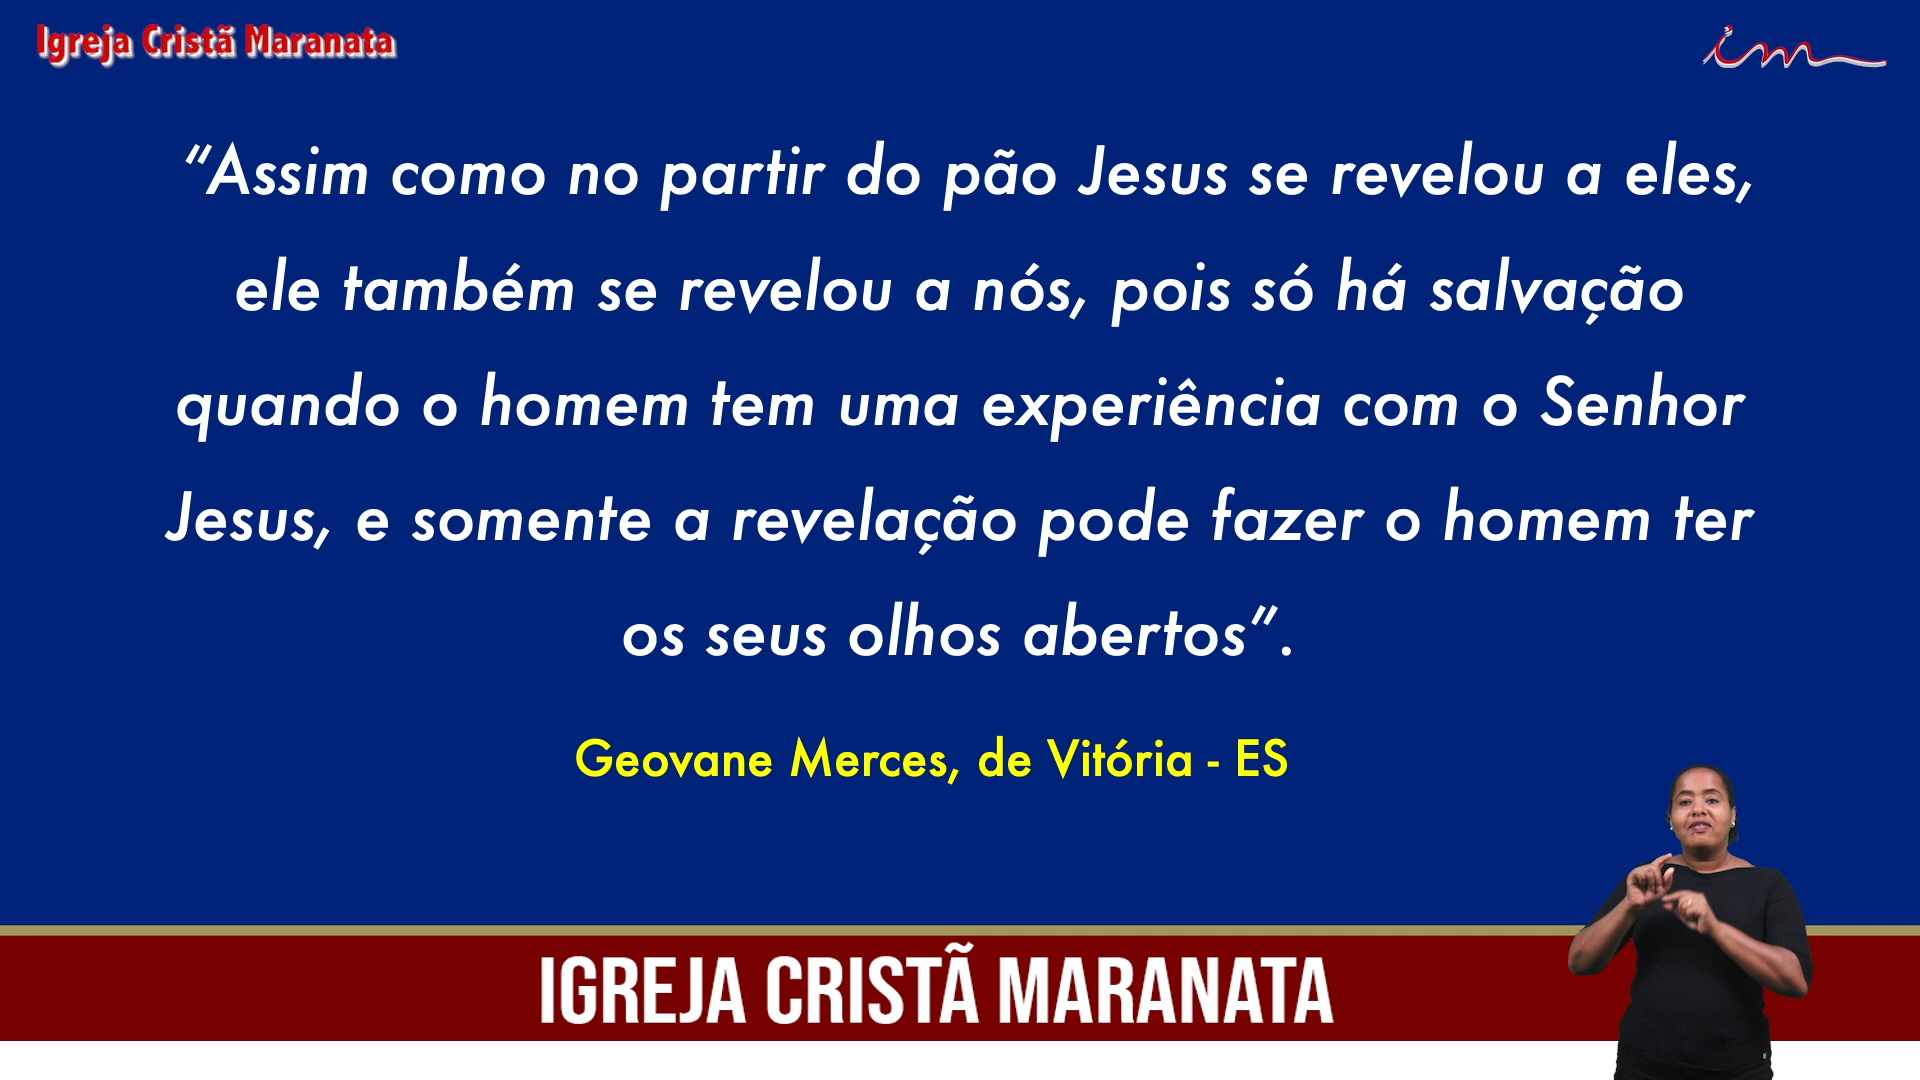 Igreja Cristã Maranata
im
“Assim como no partir do pão Jesus se revelou a eles,
ele também se revelou a nós, pois só há salvação
quando o homem tem uma experiência com o Senhor
Jesus, e somente a revelação pode fazer o homem ter
os seus olhos abertos”.
Geovane Merces, de Vitória - ES
IGREJA CRISTÃ MARANATA